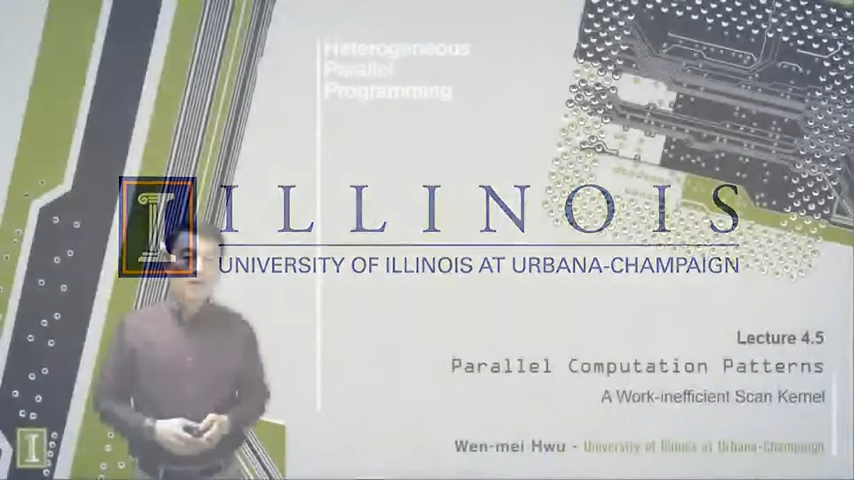 Heterogeneous
Parallel
Programming
ILLINOIS
UNIVERSITY OF ILLINOIS AT URBANA-CHAMPAIGN
Lecture 4.5
Parallel Computation Patterns
A Work-inefficient Scan Kernel
Wen-mei Hwu - University of Illinois at Urbana-Champaign